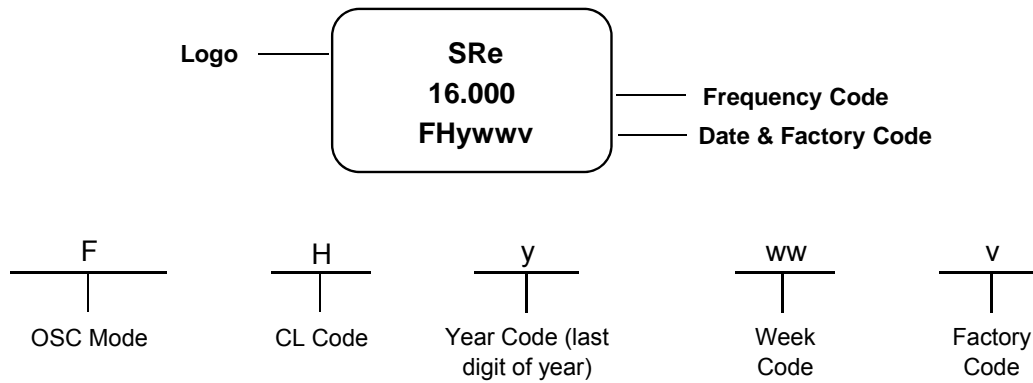 Logo
SRe
16.000
FHywwv
Frequency Code
Date & Factory Code
F
H
y
ww
v
OSC Mode
CL Code
Year Code (last
digit of year)
Week
Code
Factory
Code